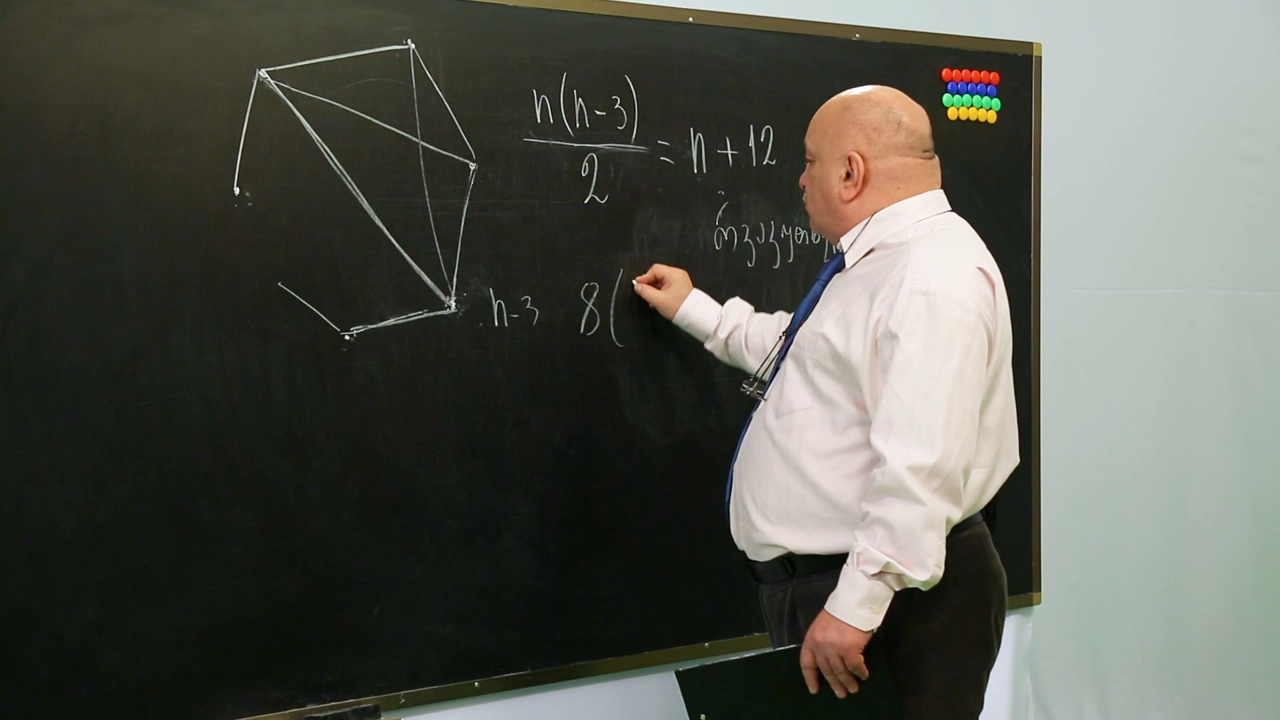 n(n-3)
2
= n + 12
n-3 8(